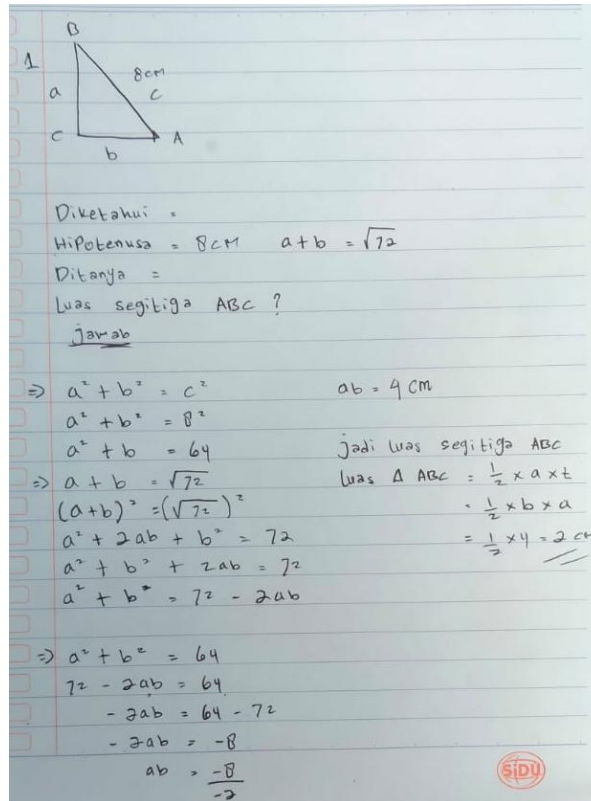 1
B
8cm
a
c
C
A
b
Diketahui =
Hipotenusa = 8cm a+b = √72
Ditanya =
Luas segitiga ABC ?
jawab
=> a² + b² = c²
a² + b² = 8²
a² + b = 64
=> a + b = √72
(a+b)² = (√72)²
a² + 2ab + b² = 72
a² + b² + 2ab = 72
a² + b² = 72 - 2ab
=> a² + b² = 64
72 - 2ab = 64
- 2ab = 64 - 72
- 2ab = -8
ab = -8
-2
ab = 4 cm
jadi luas segitiga ABC
Luas Δ ABC = 1/2 x a x t
= 1/2 x b x a
= 1/2 x 4 = 2 cm
SiDU